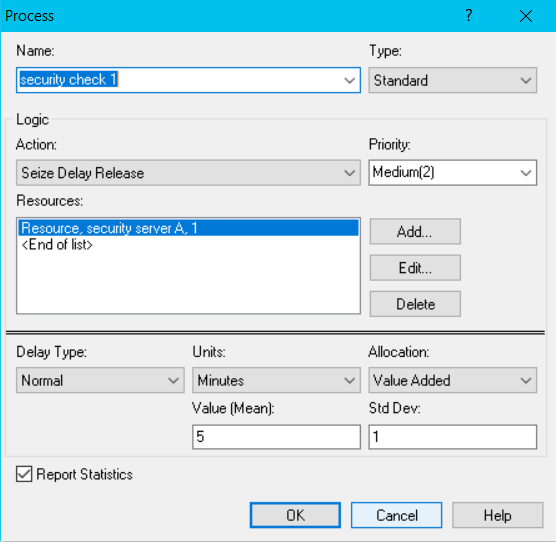 Process
?
Name:
Type:
security check 1
Standard
Logic
Action:
Priority:
Seize Delay Release
Medium(2)
Resources:
Resource, security server A, 1
<End of list>
Add...
Edit...
Delete
Delay Type:
Units:
Allocation:
Normal
Minutes
Value Added
Value (Mean):
Std Dev:
5
1
Report Statistics
OK
Cancel
Help